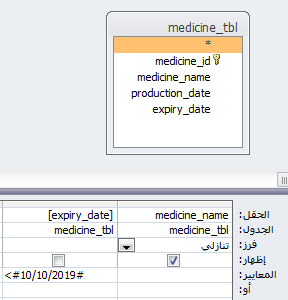 medicine_tbl
*
medicine_id
medicine_name
production_date
expiry_date
الحقل: medicine_name [expiry_date]
الجدول: medicine_tbl medicine_tbl
فرز: تنازلي
إظهار:
المعايير: <#10/10/2019#
أو: